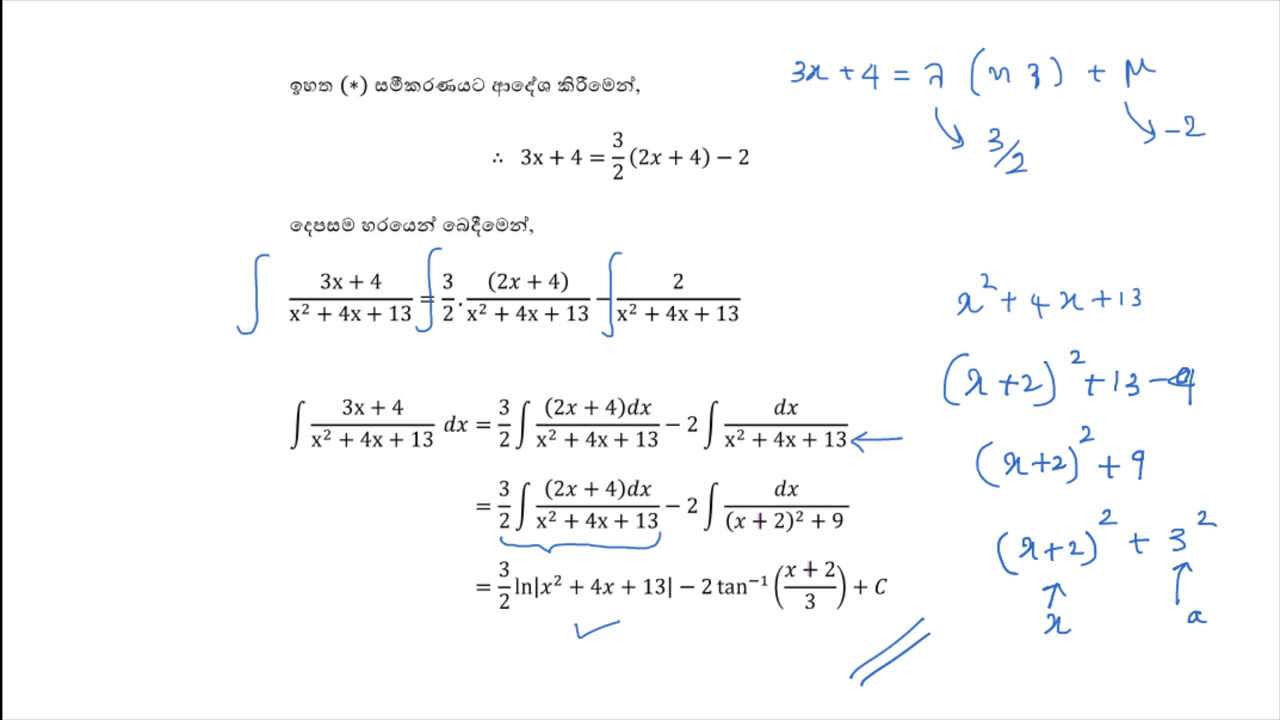 ඉහත (*) සමීකරණයට ආදේශ කිරීමෙන්,
3x + 4 = λ (හ ර) + μ
3/2
-2
∴ 3x + 4 = 3/2 (2x + 4) − 2
දෙපසම හරයෙන් බෙදීමෙන්,
∫ (3x + 4)/(x² + 4x + 13) = ∫ 3/2 . (2x + 4)/(x² + 4x + 13) − ∫ 2/(x² + 4x + 13)
x² + 4x + 13
(x + 2)² + 13 − 4
∫ (3x + 4)/(x² + 4x + 13) dx = 3/2 ∫ (2x + 4)dx/(x² + 4x + 13) − 2 ∫ dx/(x² + 4x + 13)
(x+2)² + 9
= 3/2 ∫ (2x + 4)dx/(x² + 4x + 13) − 2 ∫ dx/((x + 2)² + 9)
(x+2)² + 3²
= 3/2 ln|x² + 4x + 13| − 2 tan⁻¹ ((x + 2)/3) + C
x
a